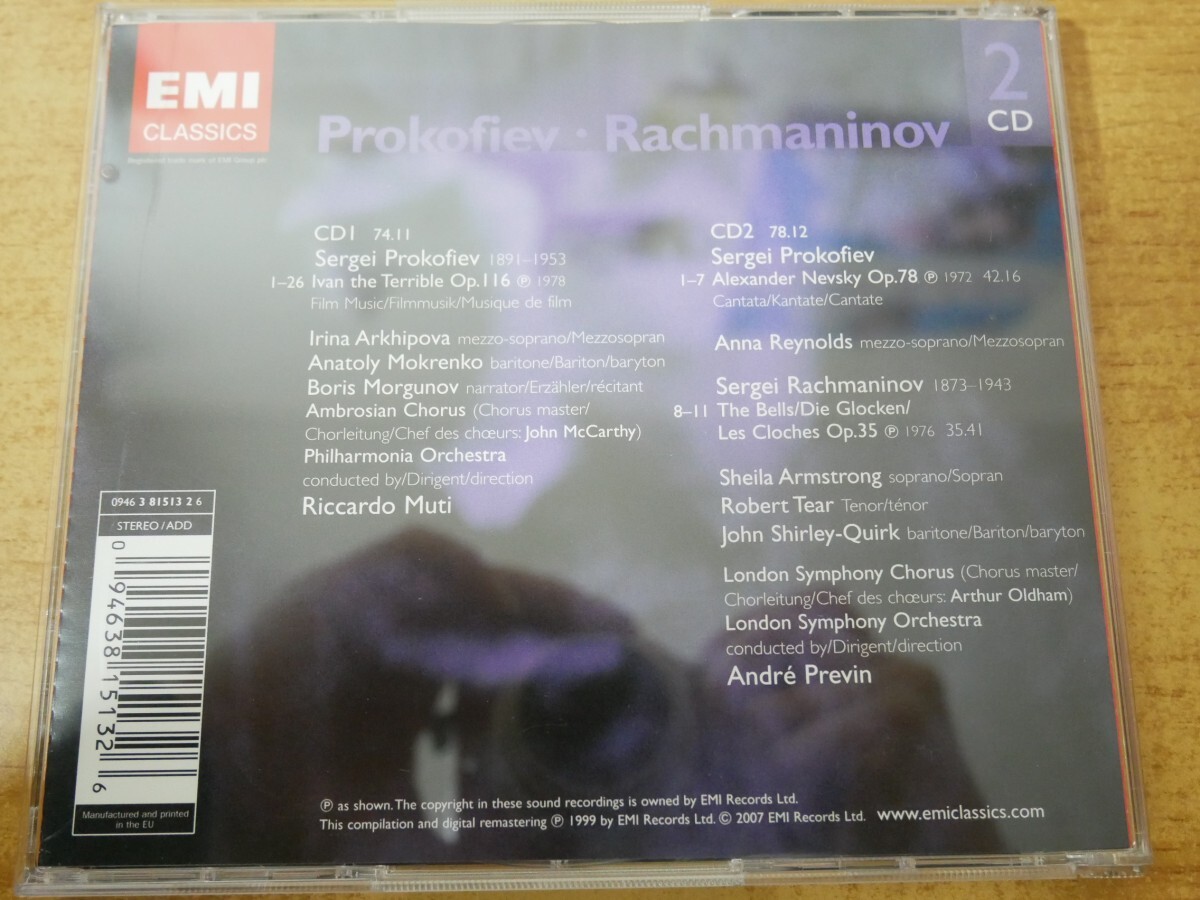 EMI
CLASSICS
Registered trade mark of EMI Group plc
Prokofiev · Rachmaninov
2
CD
CD1 74.11
Sergei Prokofiev 1891–1953
1–26 Ivan the Terrible Op.116 ℗ 1978
Film Music/Filmmusik/Musique de film
Irina Arkhipova mezzo-soprano/Mezzosopran
Anatoly Mokrenko baritone/Bariton/baryton
Boris Morgunov narrator/Erzähler/récitant
Ambrosian Chorus (Chorus master/
Chorleitung/Chef des chœurs: John McCarthy)
Philharmonia Orchestra
conducted by/Dirigent/direction
Riccardo Muti
CD2 78.12
Sergei Prokofiev
1–7 Alexander Nevsky Op.78 ℗ 1972 42.16
Cantata/Kantate/Cantate
Anna Reynolds mezzo-soprano/Mezzosopran
Sergei Rachmaninov 1873–1943
8–11 The Bells/Die Glocken/
Les Cloches Op.35 ℗ 1976 35.41
Sheila Armstrong soprano/Sopran
Robert Tear Tenor/ténor
John Shirley-Quirk baritone/Bariton/baryton
London Symphony Chorus (Chorus master/
Chorleitung/Chef des chœurs: Arthur Oldham)
London Symphony Orchestra
conducted by/Dirigent/direction
André Previn
0946 3 81513 2 6
STEREO/ADD
0 94638 15132 6
Manufactured and printed
in the EU
℗ as shown. The copyright in these sound recordings is owned by EMI Records Ltd.
This compilation and digital remastering ℗ 1999 by EMI Records Ltd. © 2007 EMI Records Ltd. www.emiclassics.com